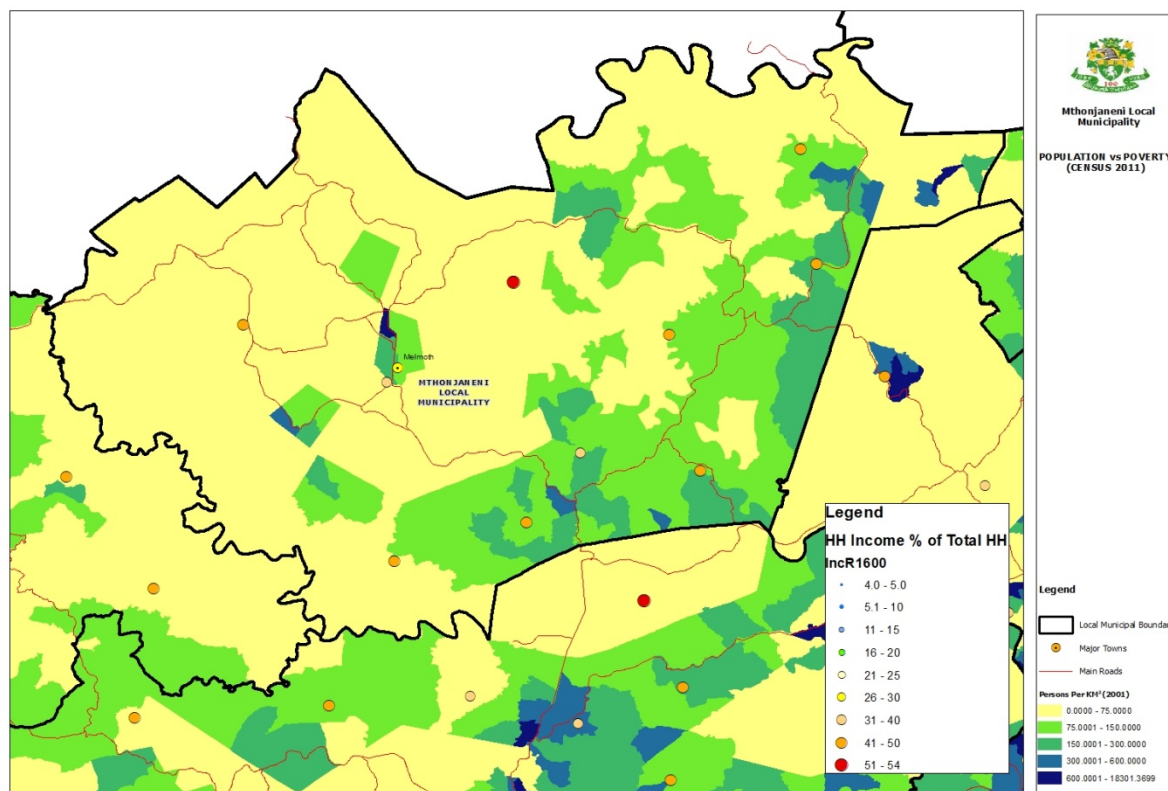 Melmoth
MTHONJANENI
LOCAL
MUNICIPALITY
Legend
HH Income % of Total HH
IncR1600
4.0 - 5.0
5.1 - 10
11 - 15
16 - 20
21 - 25
26 - 30
31 - 40
41 - 50
51 - 54
100
Mthonjaneni Local
Municipality
POPULATION vs POVERTY
(CENSUS 2011)
Legend
Local Municipal Boundar
Major Towns
Main Roads
Persons Per KM²(2001)
0.0000 - 75.0000
75.0001 - 150.0000
150.0001 - 300.0000
300.0001 - 600.0000
600.0001 - 18301.3699